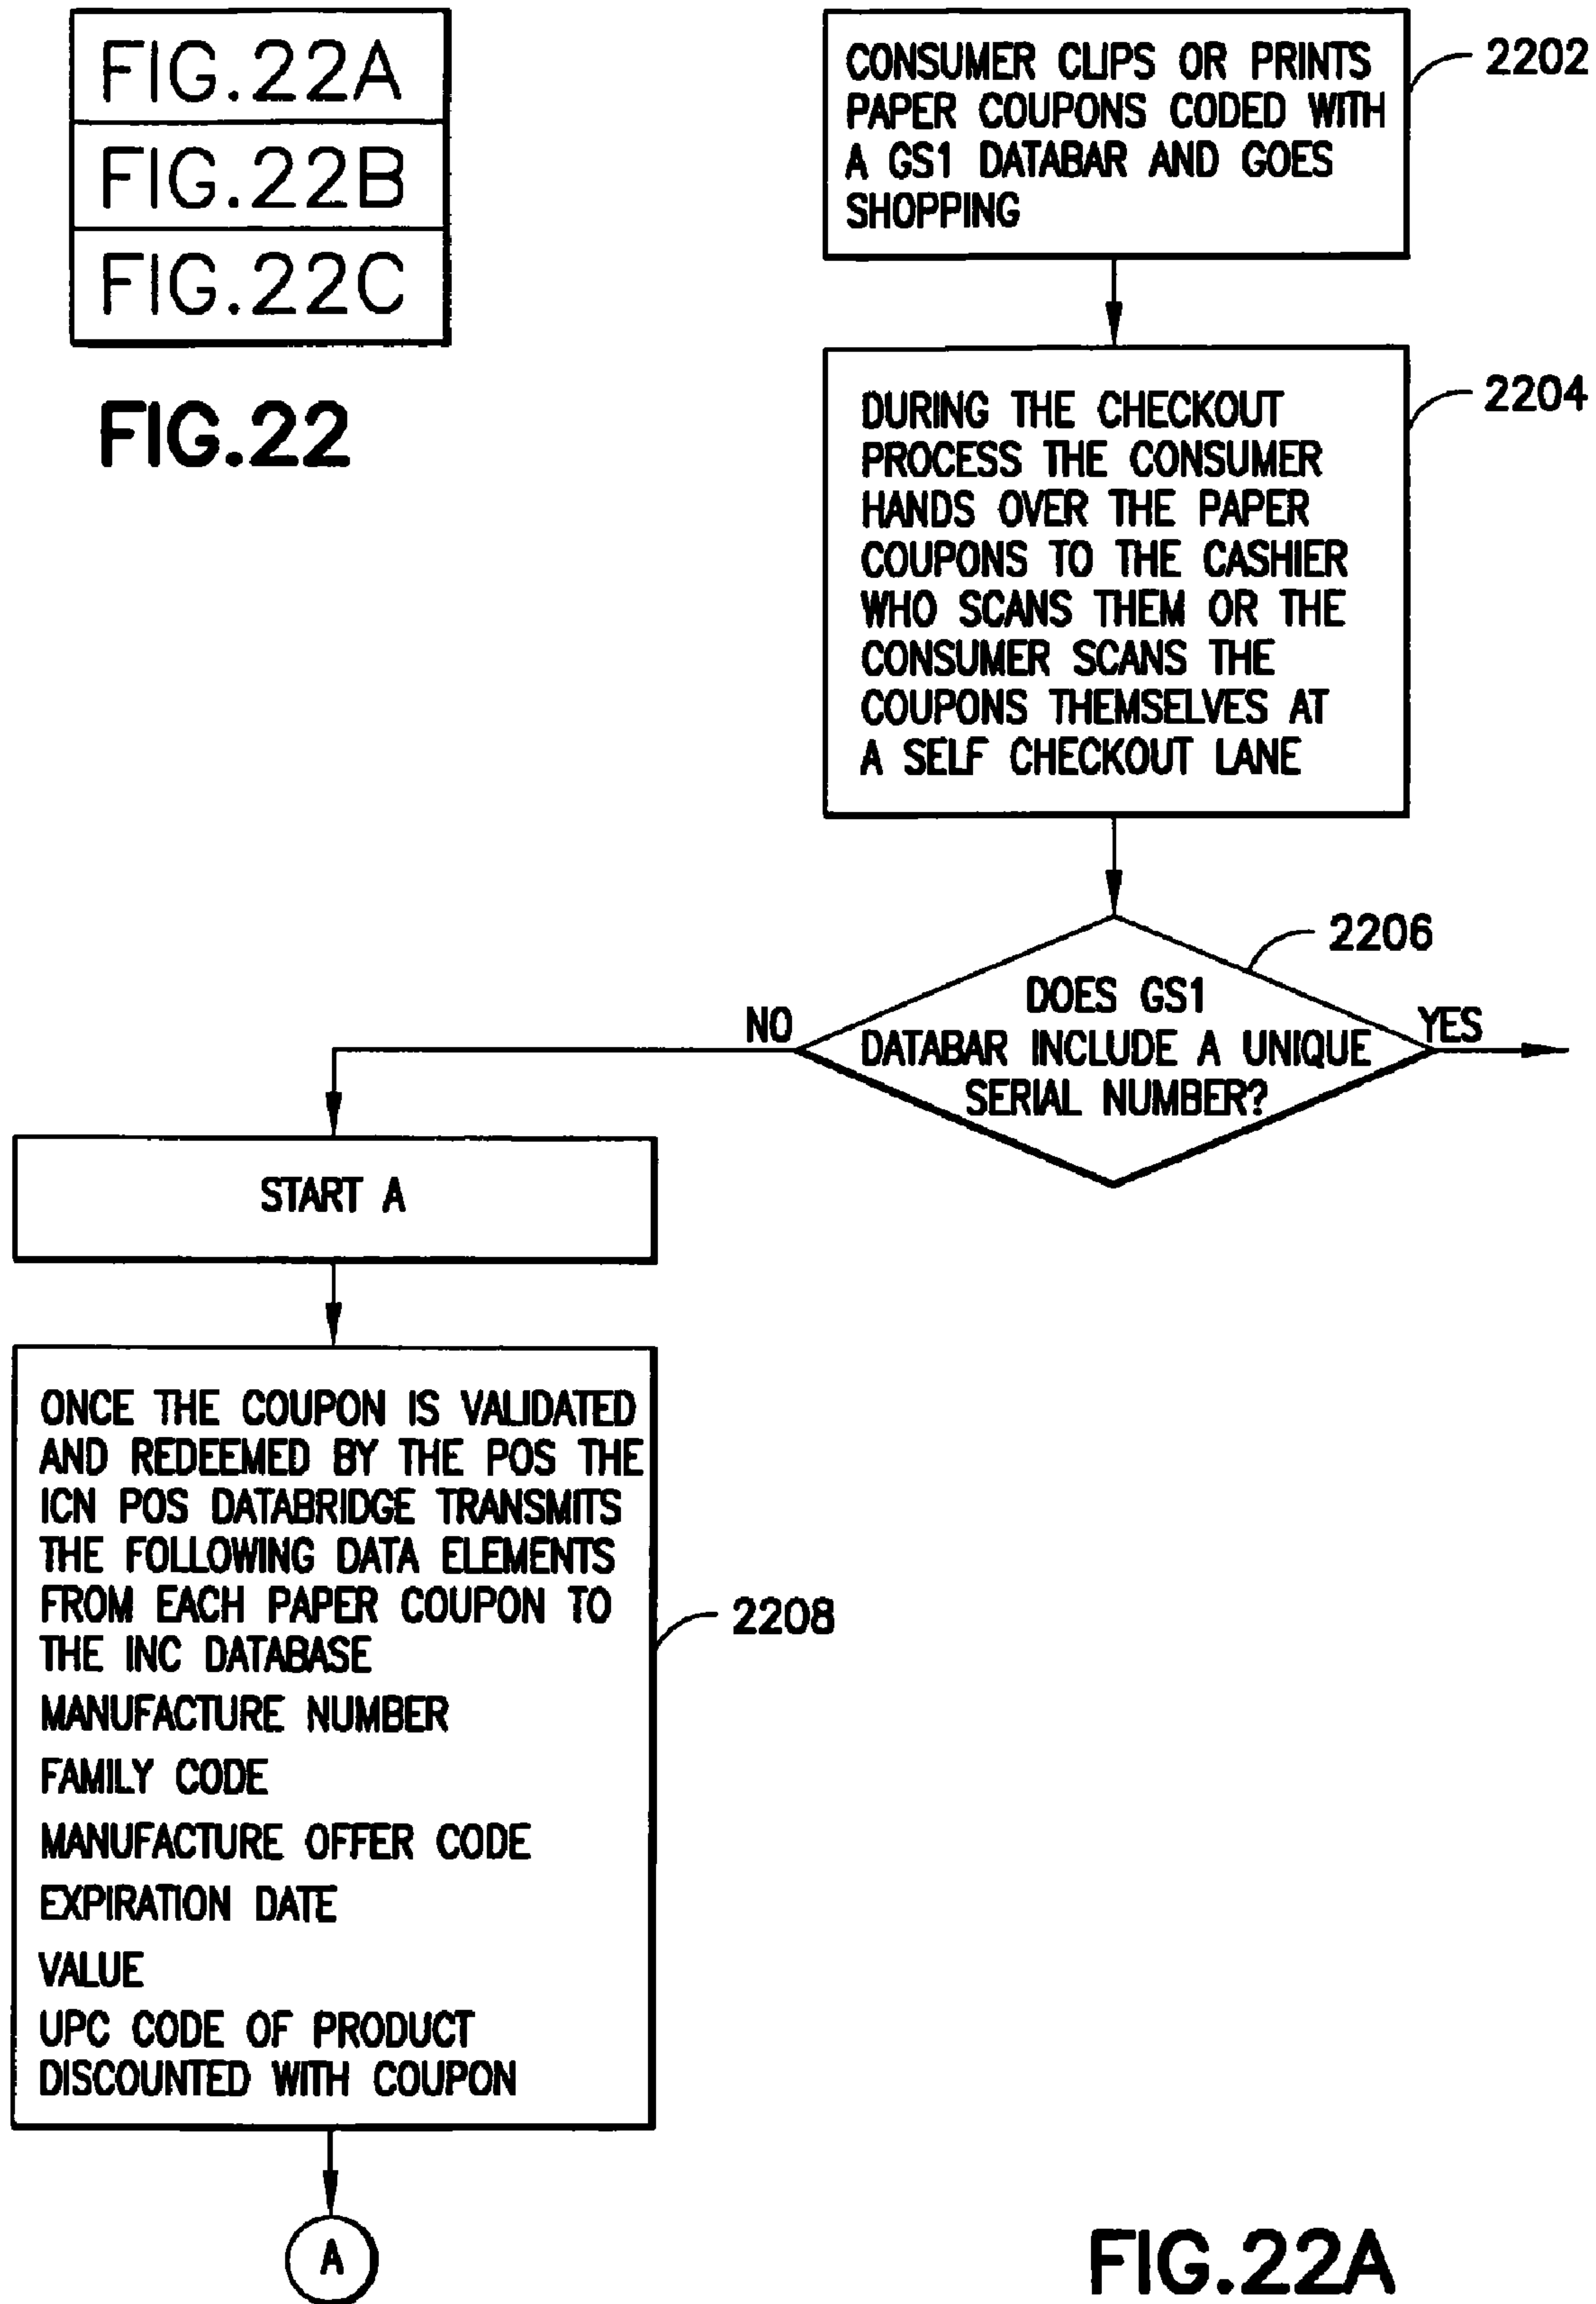 FIG.22A
FIG.22B
FIG.22C
FIG.22
CONSUMER CLIPS OR PRINTS
PAPER COUPONS CODED WITH
A GS1 DATABAR AND GOES
SHOPPING
2202
DURING THE CHECKOUT
PROCESS THE CONSUMER
HANDS OVER THE PAPER
COUPONS TO THE CASHIER
WHO SCANS THEM OR THE
CONSUMER SCANS THE
COUPONS THEMSELVES AT
A SELF CHECKOUT LANE
2204
2206
DOES GS1
DATABAR INCLUDE A UNIQUE
SERIAL NUMBER?
NO
YES
START A
ONCE THE COUPON IS VALIDATED
AND REDEEMED BY THE POS THE
ICN POS DATABRIDGE TRANSMITS
THE FOLLOWING DATA ELEMENTS
FROM EACH PAPER COUPON TO
THE INC DATABASE
MANUFACTURE NUMBER
FAMILY CODE
MANUFACTURE OFFER CODE
EXPIRATION DATE
VALUE
UPC CODE OF PRODUCT
DISCOUNTED WITH COUPON
2208
A
FIG.22A